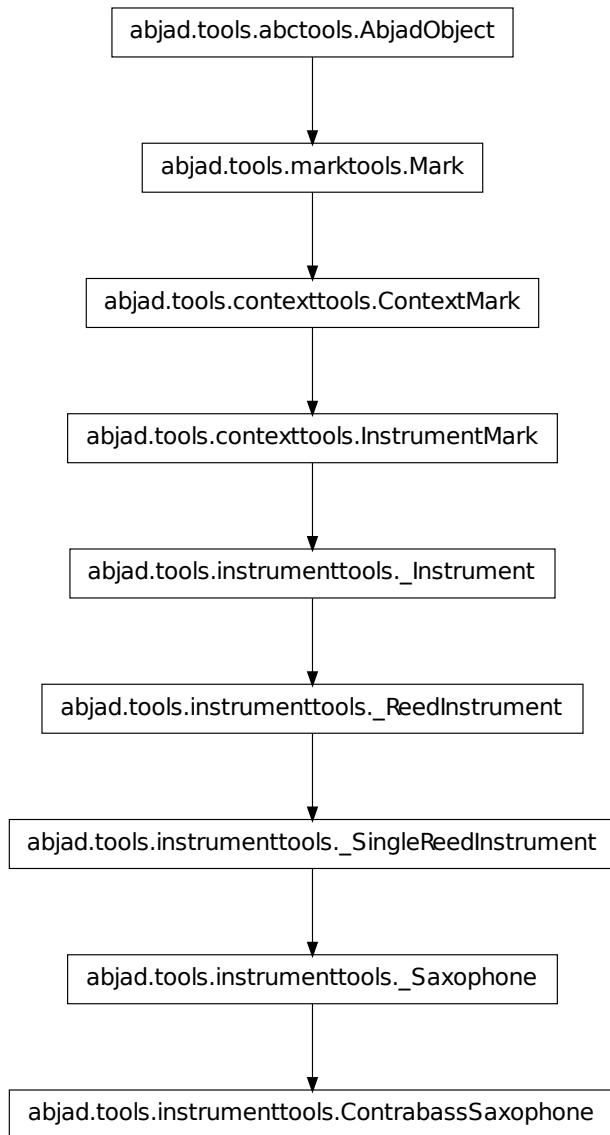 abjad.tools.abctools.AbjadObject
abjad.tools.marktools.Mark
abjad.tools.contexttools.ContextMark
abjad.tools.contexttools.InstrumentMark
abjad.tools.instrumenttools._Instrument
abjad.tools.instrumenttools._ReedInstrument
abjad.tools.instrumenttools._SingleReedInstrument
abjad.tools.instrumenttools._Saxophone
abjad.tools.instrumenttools.ContrabassSaxophone